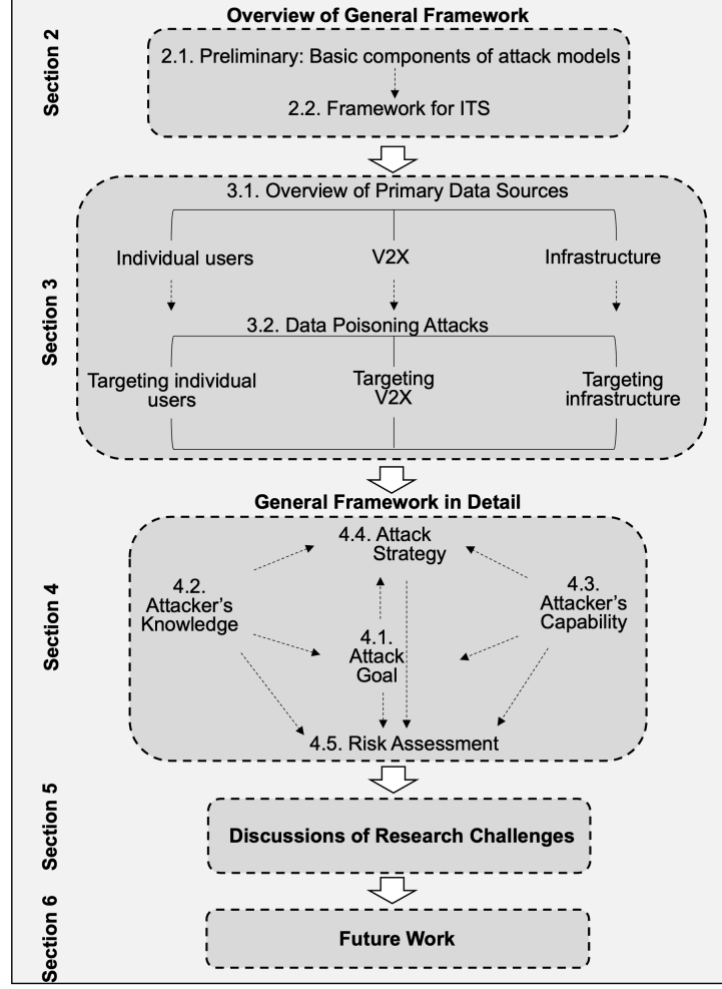 Overview of General Framework
Section 2
2.1. Preliminary: Basic components of attack models
2.2. Framework for ITS
Section 3
3.1. Overview of Primary Data Sources
Individual users
V2X
Infrastructure
3.2. Data Poisoning Attacks
Targeting individual
users
Targeting
V2X
Targeting
infrastructure
General Framework in Detail
Section 4
4.4. Attack
Strategy
4.2.
Attacker's
Knowledge
4.1.
Attack
Goal
4.3.
Attacker's
Capability
4.5. Risk Assessment
Section 5
Discussions of Research Challenges
Section 6
Future Work